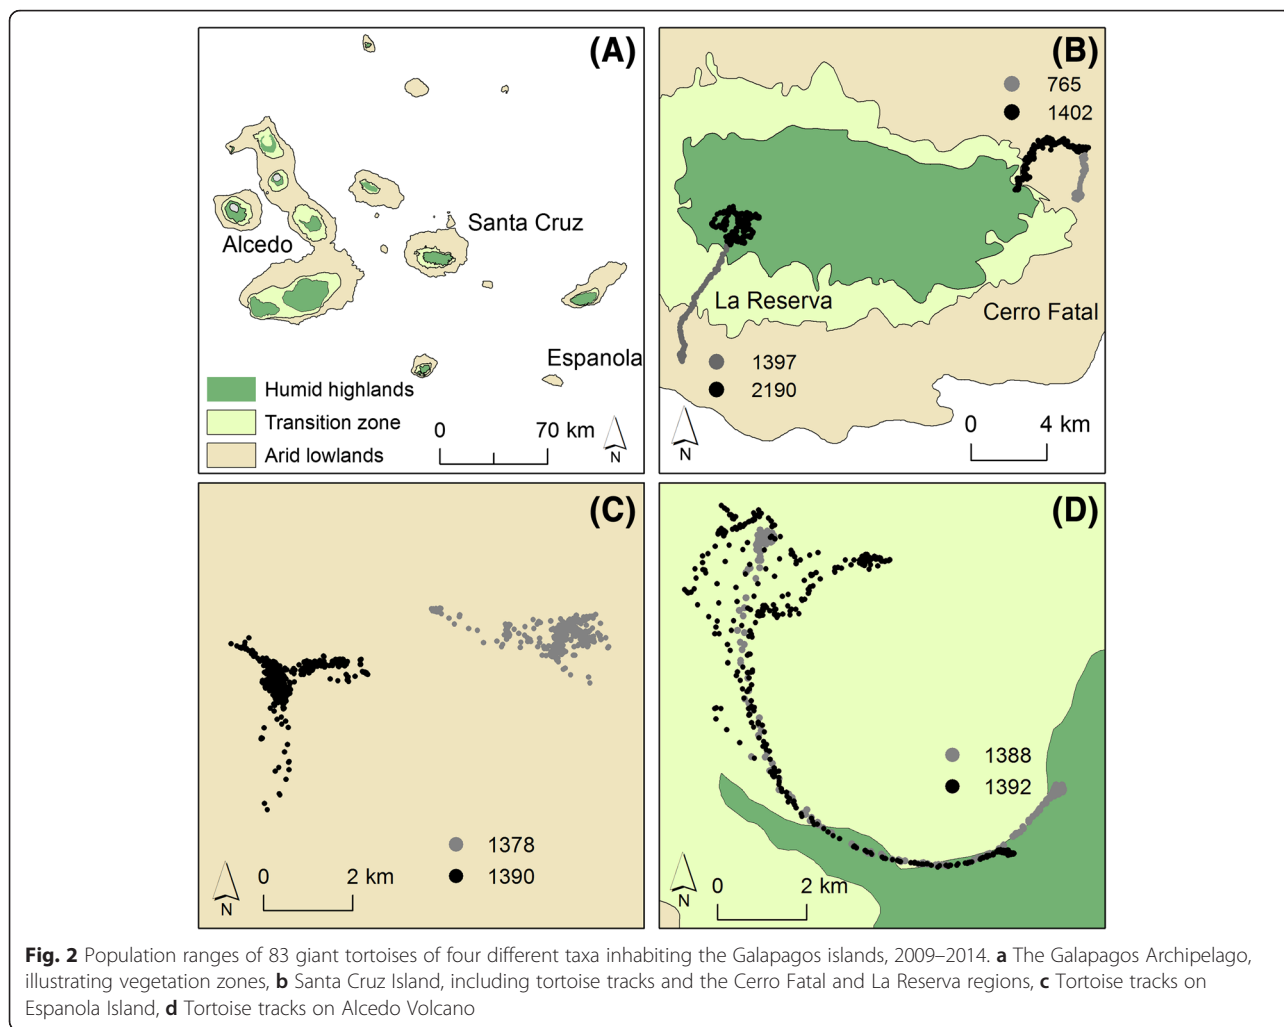 (A)
Santa Cruz
Alcedo
Espanola
Humid highlands
Transition zone
Arid lowlands
0 70 km
N
(B)
765
1402
La Reserva
Cerro Fatal
1397
2190
0 4 km
N
(C)
1378
1390
0 2 km
N
(D)
1388
1392
0 2 km
N
Fig. 2 Population ranges of 83 giant tortoises of four different taxa inhabiting the Galapagos islands, 2009–2014. a The Galapagos Archipelago,
illustrating vegetation zones, b Santa Cruz Island, including tortoise tracks and the Cerro Fatal and La Reserva regions, c Tortoise tracks on
Espanola Island, d Tortoise tracks on Alcedo Volcano